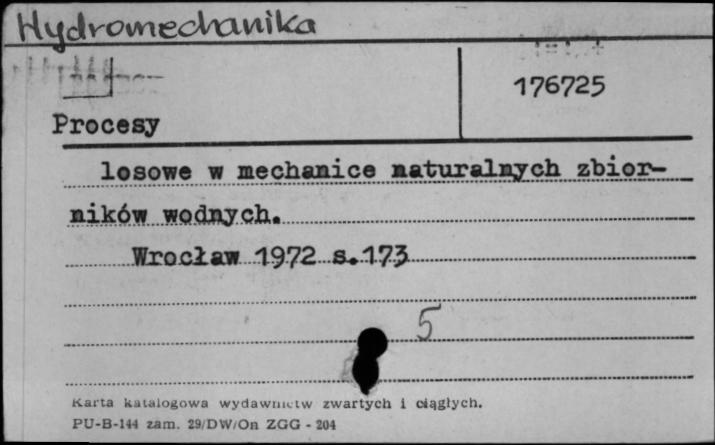 Hydromechanika
176725
Procesy
losowe w mechanice naturalnych zbior-
ników wodnych.
Wrocław 1972 s.173
5
Karta katalogowa wydawnictw zwartych i ciągłych.
PU-B-144 zam. 29/DW/On ZGG - 204